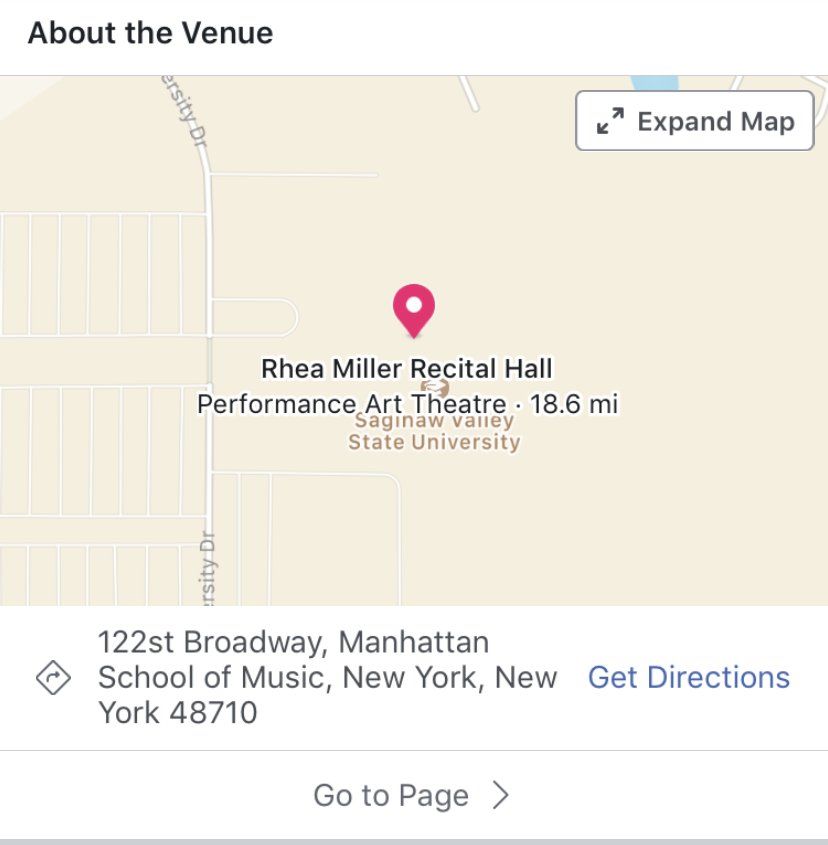 About the Venue
ersity Dr
Expand Map
Rhea Miller Recital Hall
Performance Art Theatre · 18.6 mi
Saginaw Valley
State University
ersity Dr
122st Broadway, Manhattan
School of Music, New York, New
York 48710
Get Directions
Go to Page